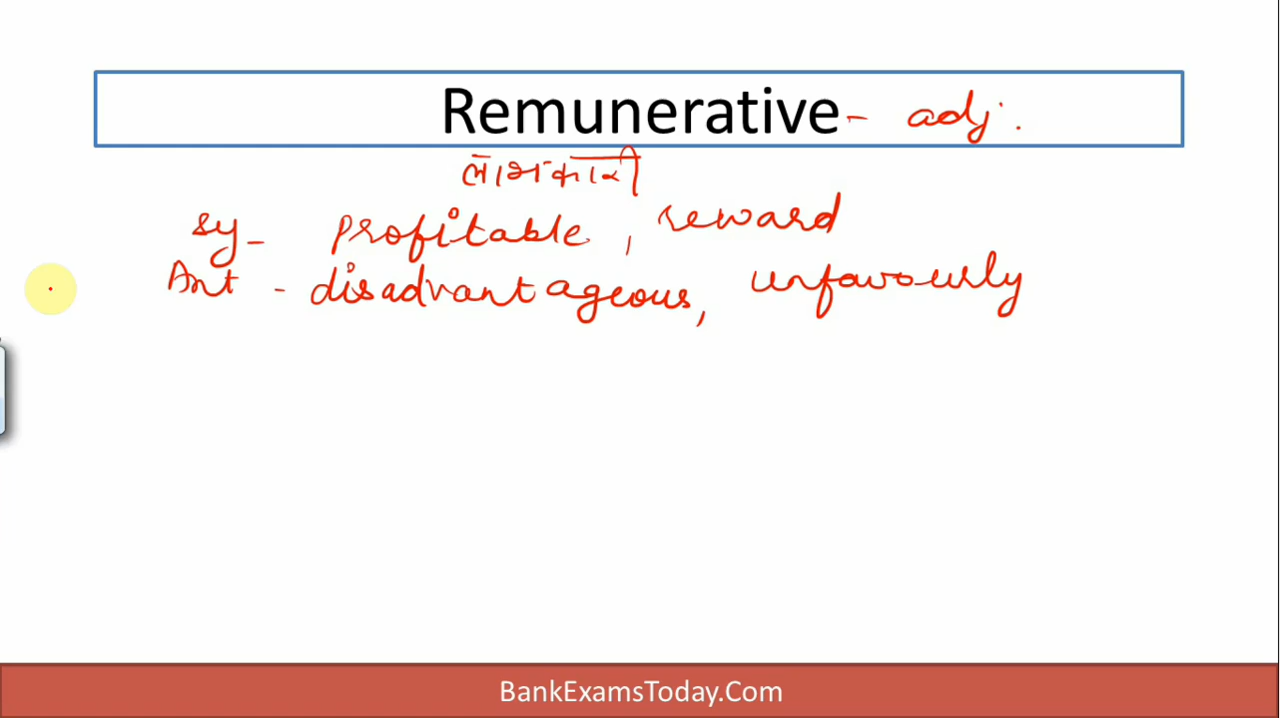 Remunerative - adj.
लाभकारी
sy - profitable, reward
Ant - disadvantageous, unfavourly
BankExamsToday.Com